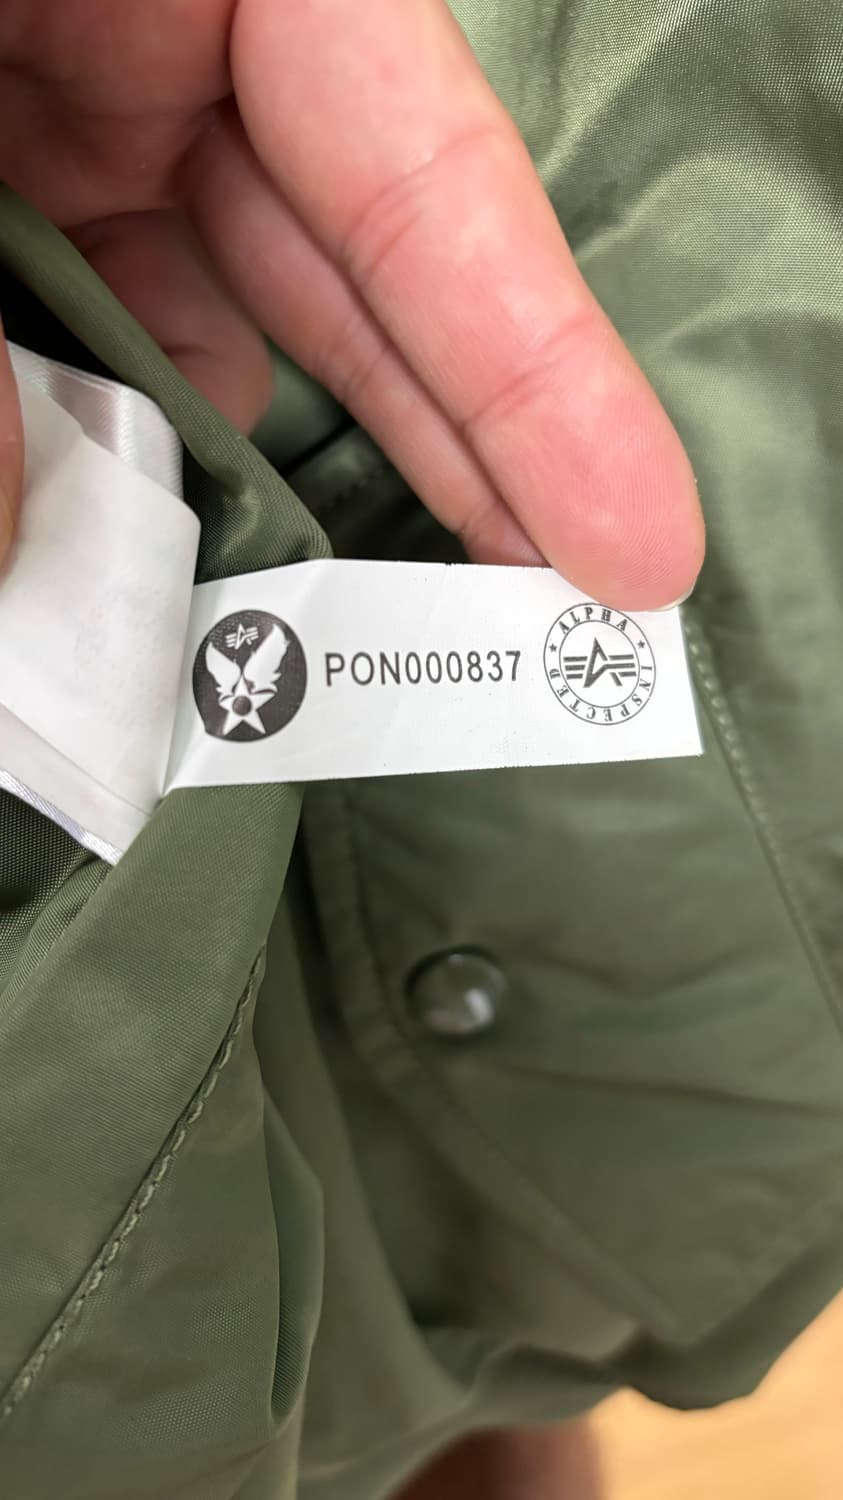 PON000837
ALPHA
INSPECTED